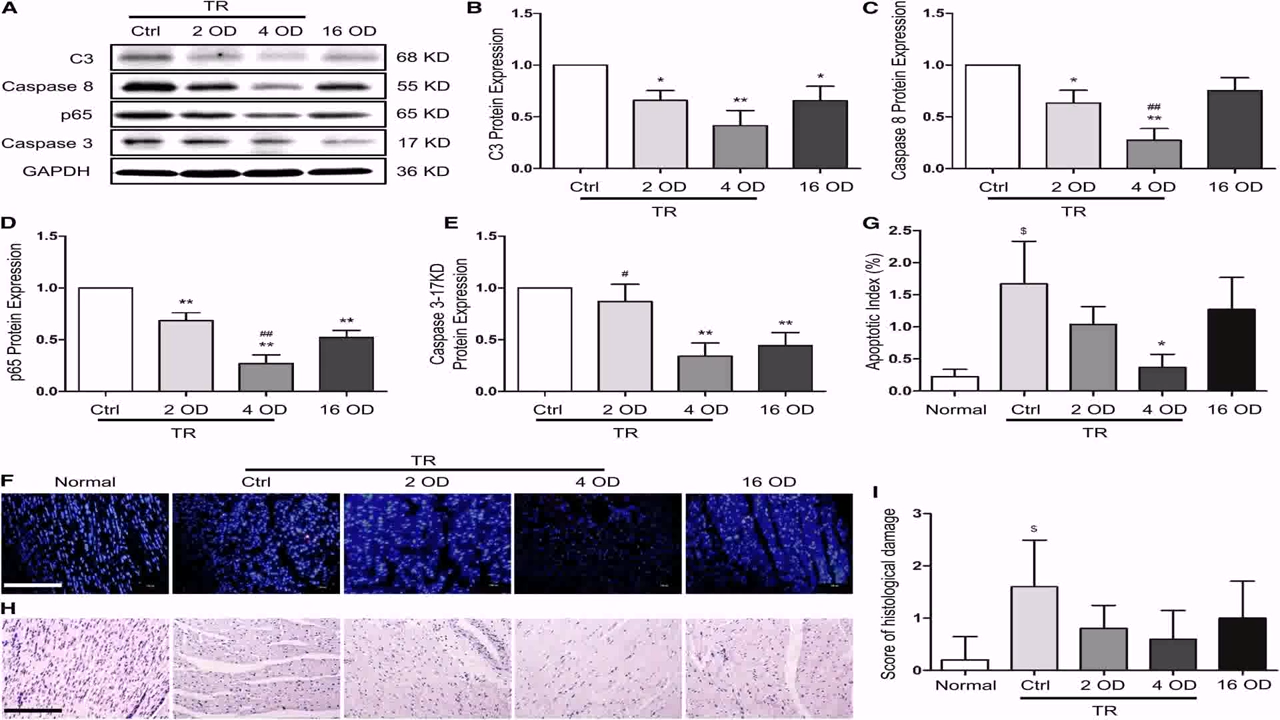 A
TR
Ctrl 2 OD 4 OD 16 OD
C3 68 KD
Caspase 8 55 KD
p65 65 KD
Caspase 3 17 KD
GAPDH 36 KD
B
C3 Protein Expression
1.5
1.0
0.5
0.0
*
**
*
Ctrl 2 OD 4 OD 16 OD
TR
C
Caspase 8 Protein Expression
1.5
1.0
0.5
0.0
*
##
**
Ctrl 2 OD 4 OD 16 OD
TR
D
p65 Protein Expression
1.5
1.0
0.5
0.0
**
##
**
**
Ctrl 2 OD 4 OD 16 OD
TR
E
Caspase 3-17KD
Protein Expression
1.5
1.0
0.5
0.0
#
**
**
Ctrl 2 OD 4 OD 16 OD
TR
G
Apoptotic Index (%)
2.5
2.0
1.5
1.0
0.5
0.0
$
*
Normal Ctrl 2 OD 4 OD 16 OD
TR
F
TR
Normal Ctrl 2 OD 4 OD 16 OD
H
I
Score of histological damage
3
2
1
0
$
Normal Ctrl 2 OD 4 OD 16 OD
TR